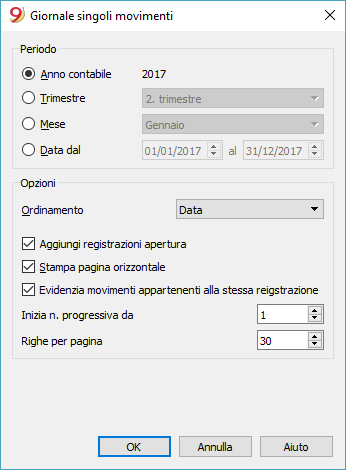 Giornale singoli movimenti
Periodo
Anno contabile 2017
Trimestre 2. trimestre
Mese Gennaio
Data dal 01/01/2017 al 31/12/2017
Opzioni
Ordinamento Data
Aggiungi registrazioni apertura
Stampa pagina orizzontale
Evidenzia movimenti appartenenti alla stessa reigstrazione
Inizia n. progressiva da 1
Righe per pagina 30
OK Annulla Aiuto